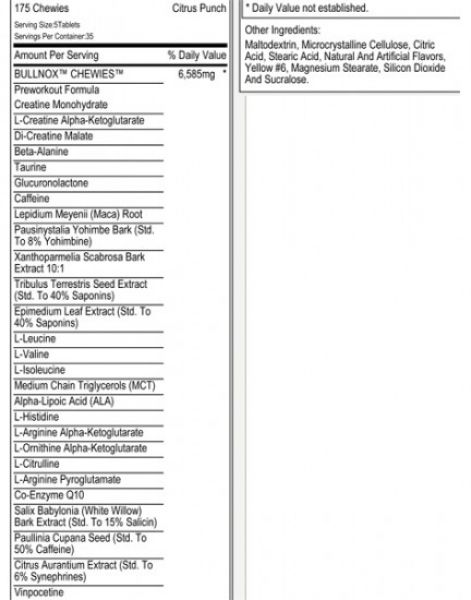 175 Chewies Citrus Punch
Serving Size:5Tablets
Servings Per Container:35
Amount Per Serving % Daily Value
BULLNOX™ CHEWIES™ 6,585mg *
Preworkout Formula
Creatine Monohydrate
L-Creatine Alpha-Ketoglutarate
Di-Creatine Malate
Beta-Alanine
Taurine
Glucuronolactone
Caffeine
Lepidium Meyenii (Maca) Root
Pausinystalia Yohimbe Bark (Std.
To 8% Yohimbine)
Xanthoparmelia Scabrosa Bark
Extract 10:1
Tribulus Terrestris Seed Extract
(Std. To 40% Saponins)
Epimedium Leaf Extract (Std. To
40% Saponins)
L-Leucine
L-Valine
L-Isoleucine
Medium Chain Triglycerols (MCT)
Alpha-Lipoic Acid (ALA)
L-Histidine
L-Arginine Alpha-Ketoglutarate
L-Ornithine Alpha-Ketoglutarate
L-Citrulline
L-Arginine Pyroglutamate
Co-Enzyme Q10
Salix Babylonia (White Willow)
Bark Extract (Std. To 15% Salicin)
Paullinia Cupana Seed (Std. To
50% Caffeine)
Citrus Aurantium Extract (Std. To
6% Synephrines)
Vinpocetine
* Daily Value not established.
Other Ingredients:
Maltodextrin, Microcrystalline Cellulose, Citric
Acid, Stearic Acid, Natural And Artificial Flavors,
Yellow #6, Magnesium Stearate, Silicon Dioxide
And Sucralose.